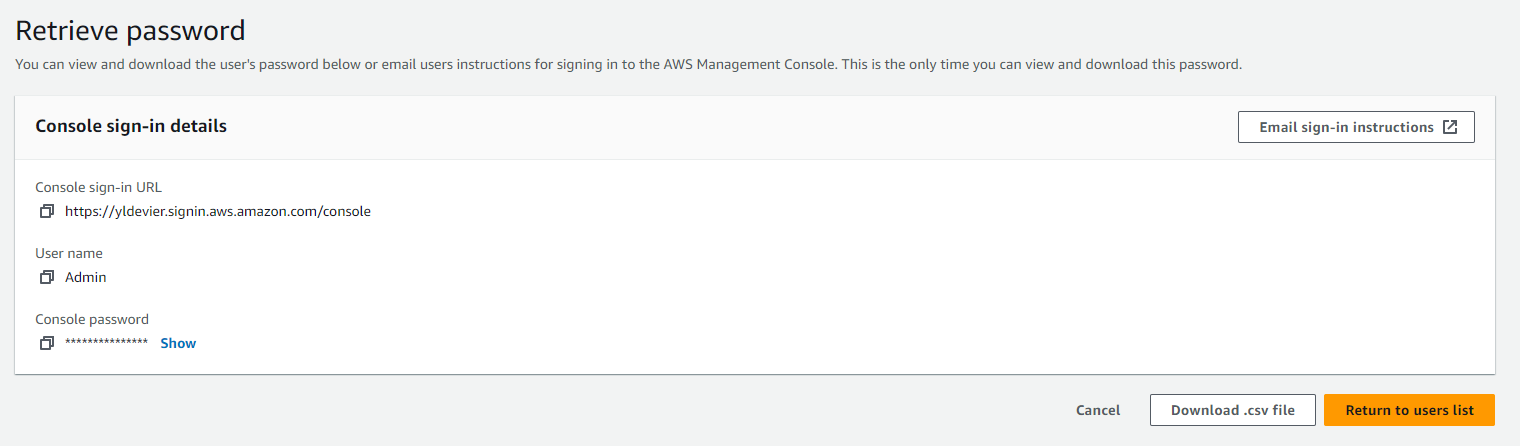 Retrieve password
You can view and download the user's password below or email users instructions for signing in to the AWS Management Console. This is the only time you can view and download this password.
Console sign-in details
Email sign-in instructions
Console sign-in URL
https://yldevier.signin.aws.amazon.com/console
User name
Admin
Console password
*************** Show
Cancel
Download .csv file
Return to users list